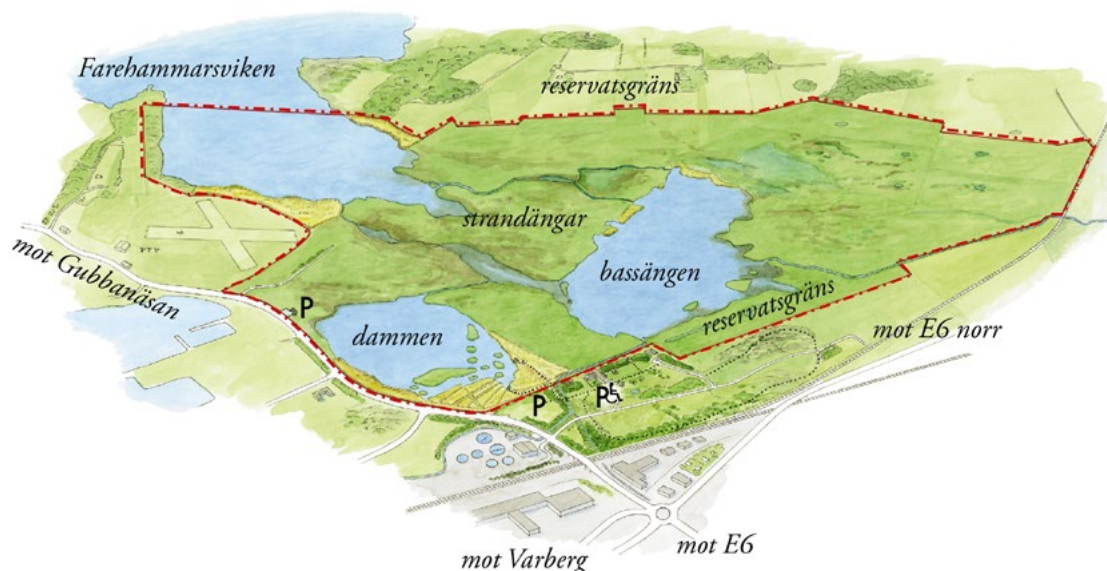 Farehammarsviken
reservatsgräns
strandängar
mot Gubbanäsan
bassängen
reservatsgräns
P
dammen
mot E6 norr
P
P
mot E6
mot Varberg